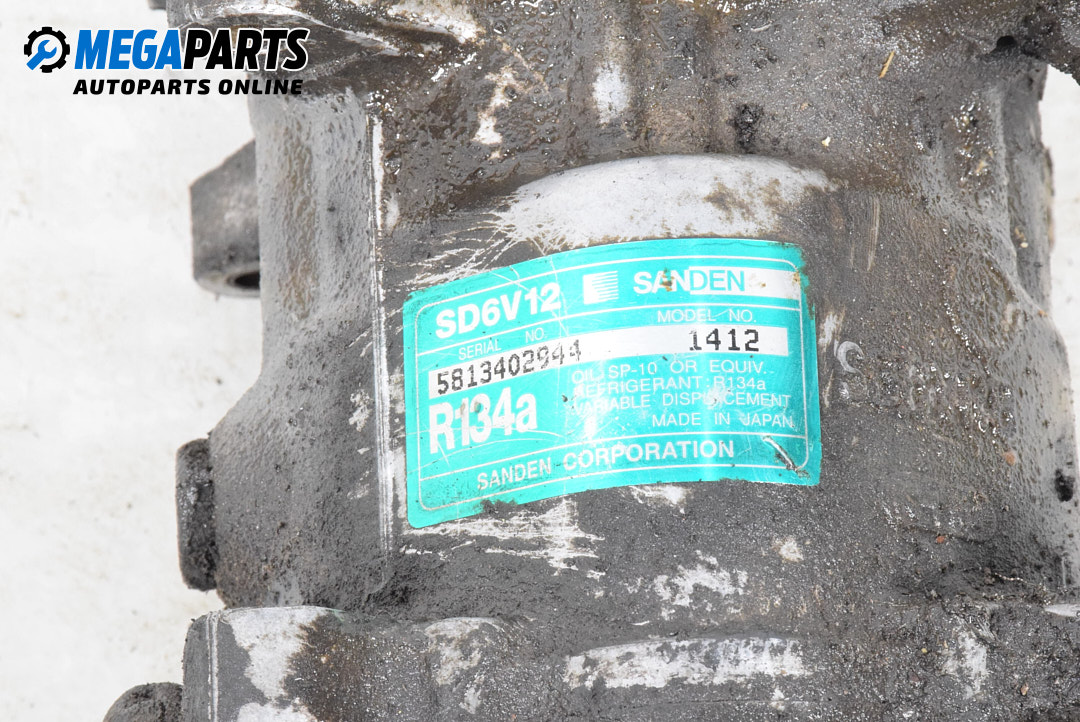 MEGAPARTS
AUTOPARTS ONLINE
SD6V12 SANDEN
SERIAL NO. MODEL NO.
5813402944 1412
R134a
OIL SP-10 OR EQUIV.
REFRIGERANT R134a
VARIABLE DISPLACEMENT
MADE IN JAPAN
SANDEN CORPORATION